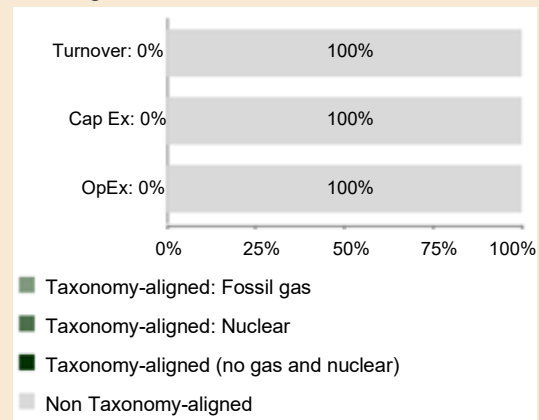 Turnover: 0% 100%
Cap Ex: 0% 100%
OpEx: 0% 100%
0% 25% 50% 75% 100%
Taxonomy-aligned: Fossil gas
Taxonomy-aligned: Nuclear
Taxonomy-aligned (no gas and nuclear)
Non Taxonomy-aligned